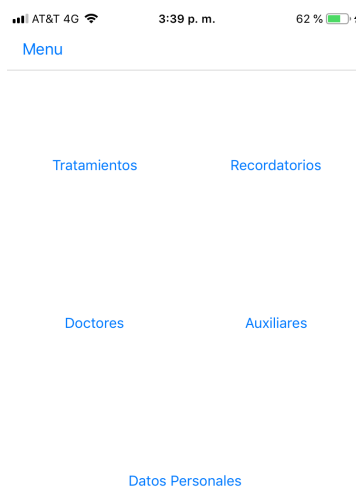 AT&T 4G 3:39 p. m. 62 %
Menu
Tratamientos Recordatorios
Doctores Auxiliares
Datos Personales